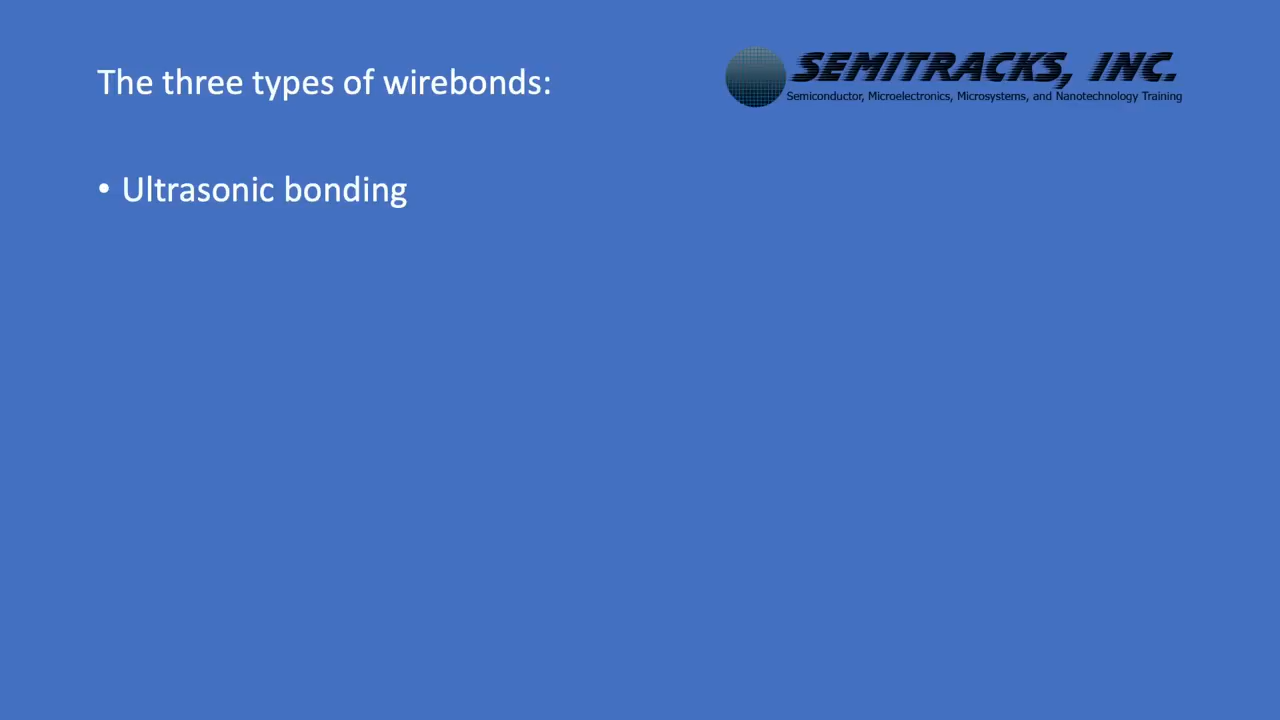 The three types of wirebonds:
SEMITRACKS, INC.
Semiconductor, Microelectronics, Microsystems, and Nanotechnology Training
• Ultrasonic bonding